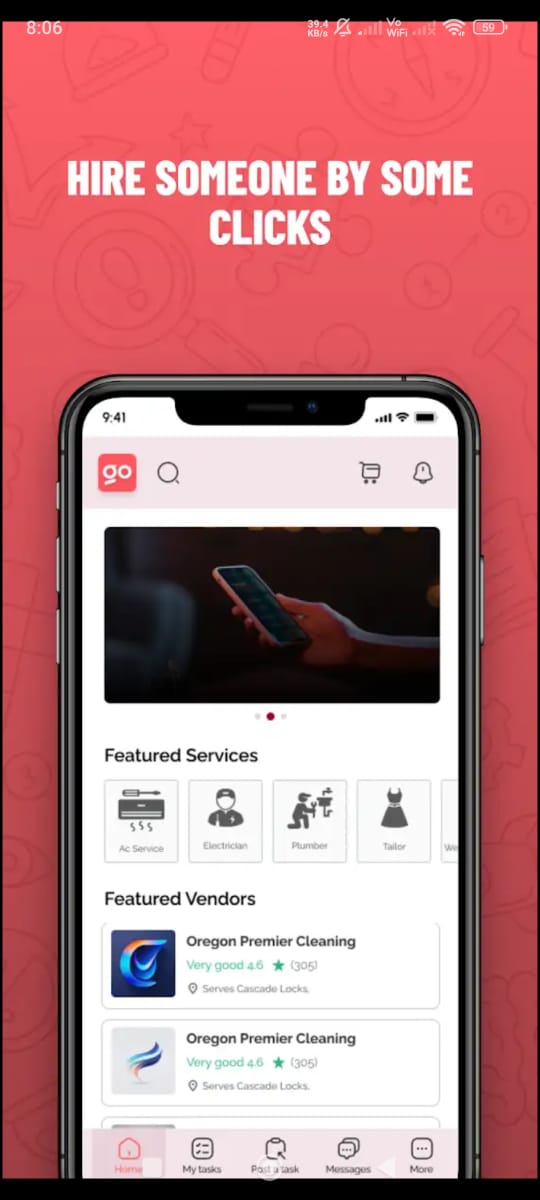 8:06
39.4
KB/s
Vo
WiFi
59
HIRE SOMEONE BY SOME
CLICKS
9:41
go
Featured Services
Ac Service
Electrician
Plumber
Tailor
We
Featured Vendors
Oregon Premier Cleaning
Very good 4.6 ★ (305)
Serves Cascade Locks,
Oregon Premier Cleaning
Very good 4.6 ★ (305)
Serves Cascade Locks,
Home
My tasks
Post a task
Messages
More